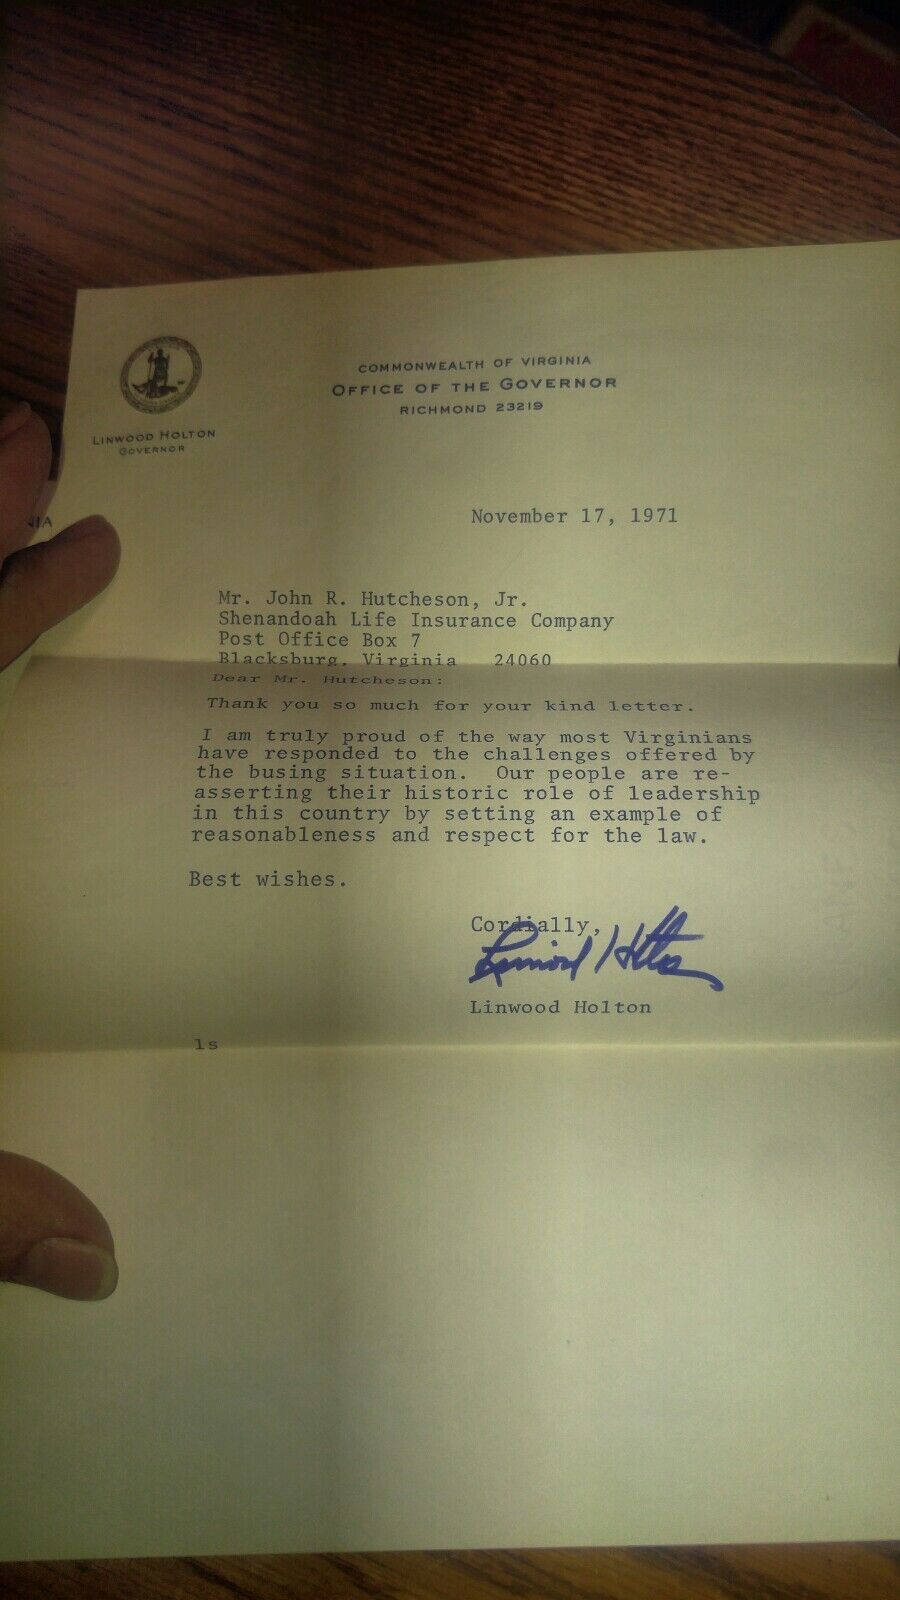 COMMONWEALTH OF VIRGINIA
OFFICE OF THE GOVERNOR
RICHMOND 23219
LINWOOD HOLTON
GOVERNOR
NIA
November 17, 1971
Mr. John R. Hutcheson, Jr.
Shenandoah Life Insurance Company
Post Office Box 7
Blacksburg, Virginia 24060
Dear Mr. Hutcheson:
Thank you so much for your kind letter.
I am truly proud of the way most Virginians
have responded to the challenges offered by
the busing situation. Our people are re-
asserting their historic role of leadership
in this country by setting an example of
reasonableness and respect for the law.
Best wishes.
Cordially,
Linwood Holton
Linwood Holton
ls